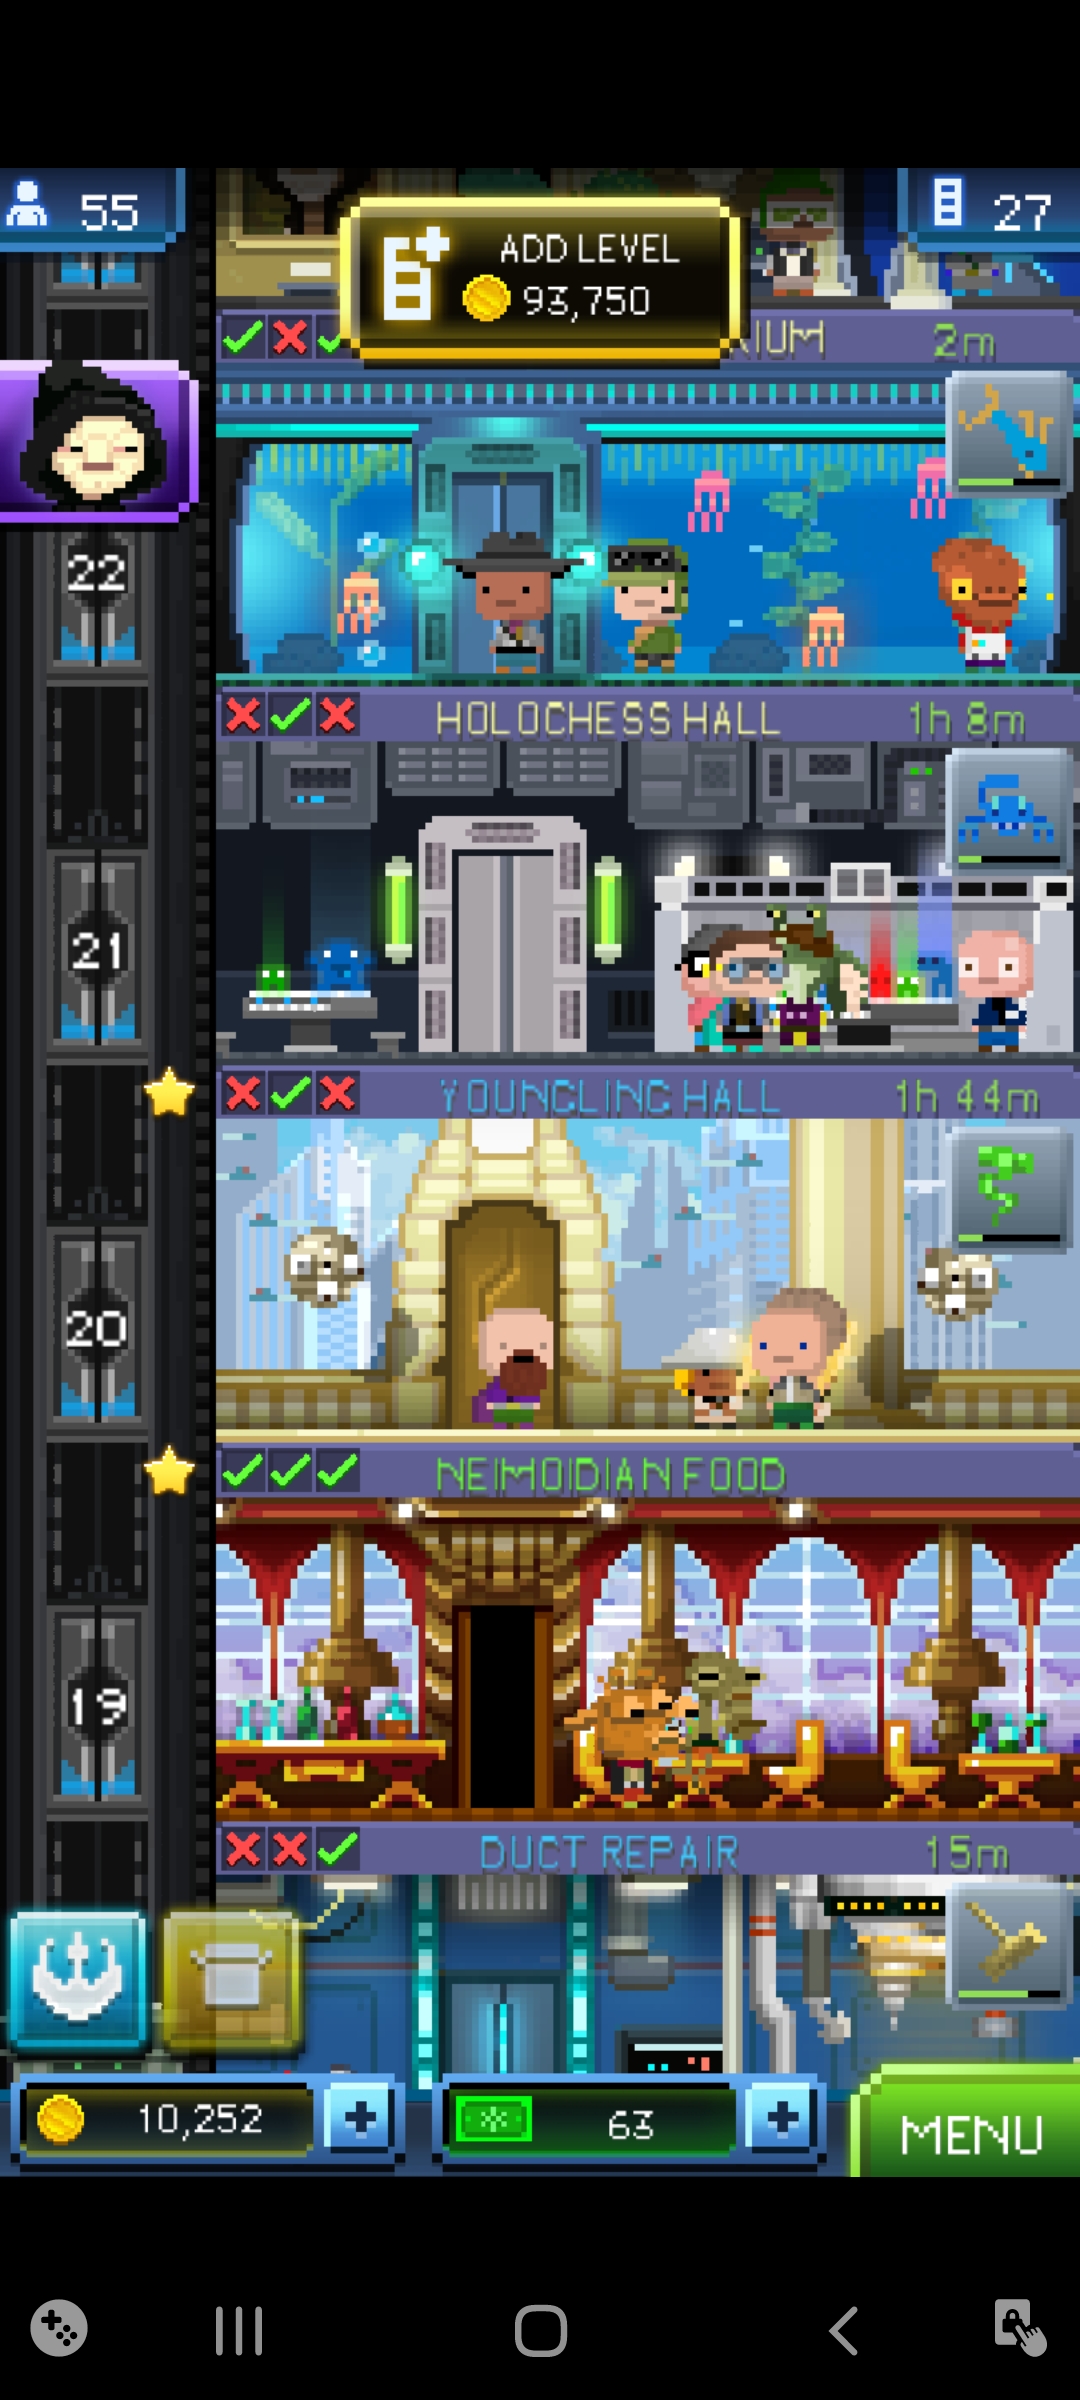 55
27
ADD LEVEL
93,750
RIUM 2m
22
HOLOCHESS HALL 1h 8m
21
YOUNGLING HALL 1h 44m
20
NEIMOIDIAN FOOD
19
DUCT REPAIR 15m
10,252
63
MENU